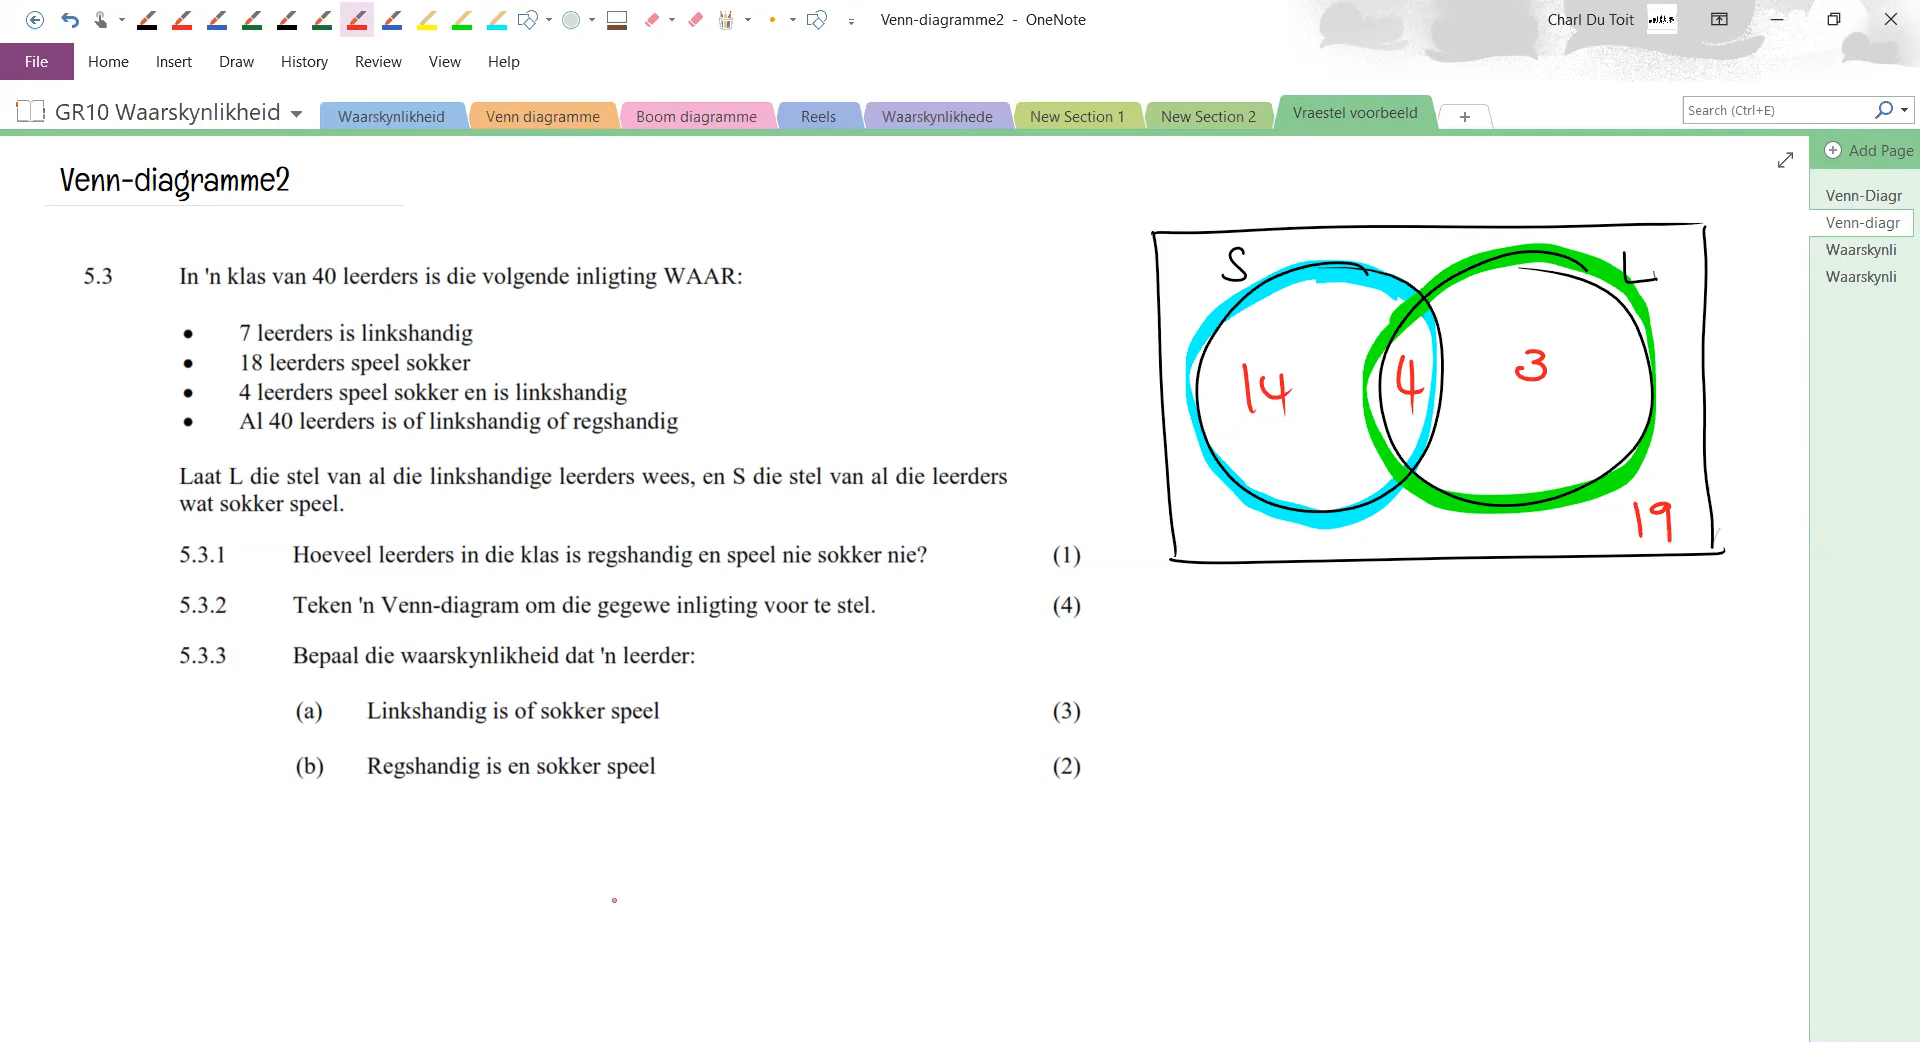 Venn-diagramme2 - OneNote
Charl Du Toit
File Home Insert Draw History Review View Help
GR10 Waarskynlikheid
Waarskynlikheid
Venn diagramme
Boom diagramme
Reels
Waarskynlikhede
New Section 1
New Section 2
Vraestel voorbeeld
+
Search (Ctrl+E)
Add Page
Venn-Diagr
Venn-diagr
Waarskynli
Waarskynli
Venn-diagramme2
5.3 In 'n klas van 40 leerders is die volgende inligting WAAR:
• 7 leerders is linkshandig
• 18 leerders speel sokker
• 4 leerders speel sokker en is linkshandig
• Al 40 leerders is of linkshandig of regshandig
Laat L die stel van al die linkshandige leerders wees, en S die stel van al die leerders
wat sokker speel.
5.3.1 Hoeveel leerders in die klas is regshandig en speel nie sokker nie? (1)
5.3.2 Teken 'n Venn-diagram om die gegewe inligting voor te stel. (4)
5.3.3 Bepaal die waarskynlikheid dat 'n leerder:
(a) Linkshandig is of sokker speel (3)
(b) Regshandig is en sokker speel (2)
S L
14 4 3
19